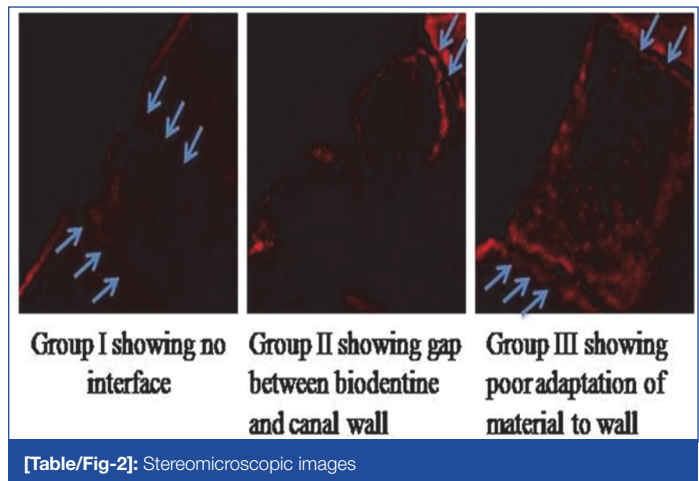 Group I showing no
interface
Group II showing gap
between biodentine
and canal wall
Group III showing
poor adaptation of
material to wall
[Table/Fig-2]: Stereomicroscopic images